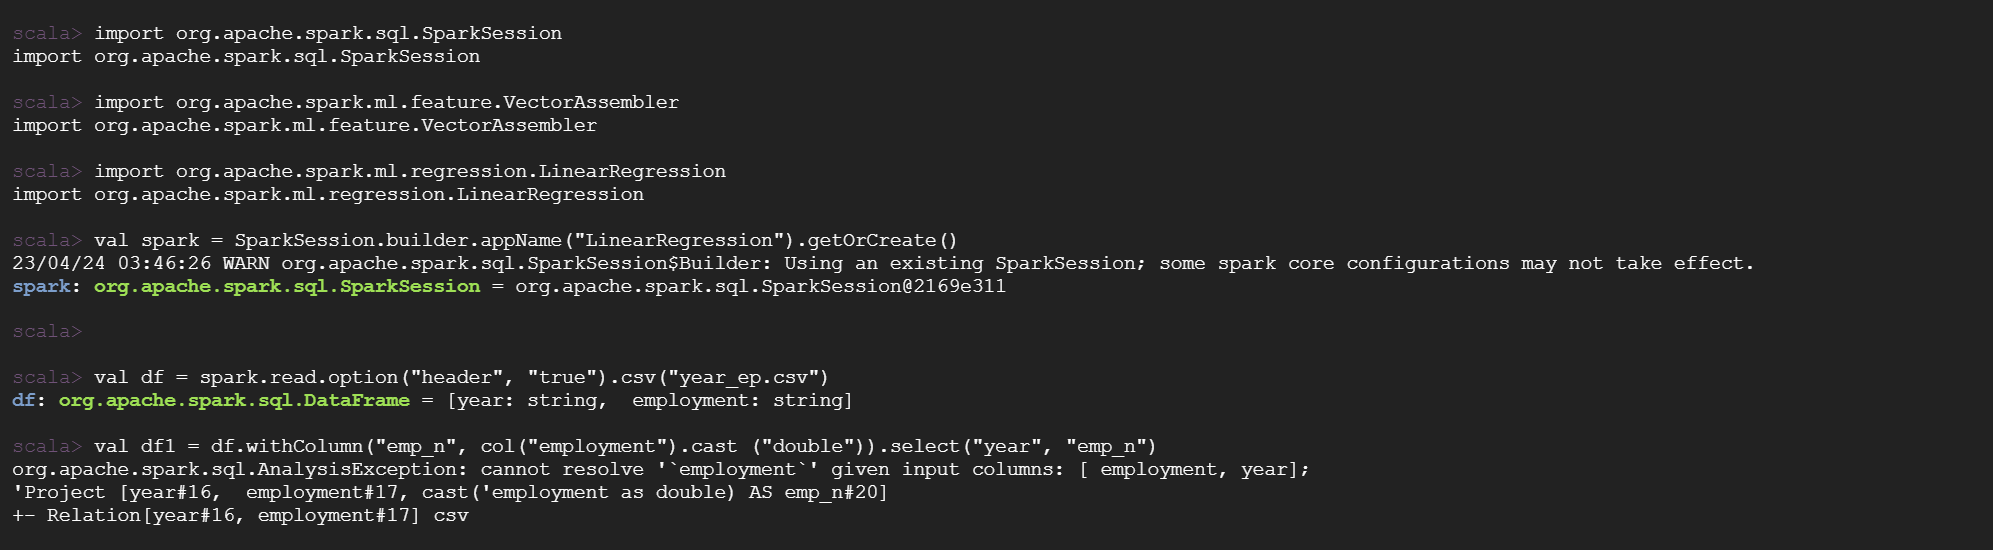 scala> import org.apache.spark.sql.SparkSession
import org.apache.spark.sql.SparkSession
scala> import org.apache.spark.ml.feature.VectorAssembler
import org.apache.spark.ml.feature.VectorAssembler
scala> import org.apache.spark.ml.regression.LinearRegression
import org.apache.spark.ml.regression.LinearRegression
scala> val spark = SparkSession.builder.appName("LinearRegression").getOrCreate()
23/04/24 03:46:26 WARN org.apache.spark.sql.SparkSession$Builder: Using an existing SparkSession; some spark core configurations may not take effect.
spark: org.apache.spark.sql.SparkSession = org.apache.spark.sql.SparkSession@2169e311
scala>
scala> val df = spark.read.option("header", "true").csv("year_ep.csv")
df: org.apache.spark.sql.DataFrame = [year: string,  employment: string]
scala> val df1 = df.withColumn("emp_n", col("employment").cast ("double")).select("year", "emp_n")
org.apache.spark.sql.AnalysisException: cannot resolve '`employment`' given input columns: [ employment, year];
'Project [year#16,  employment#17, cast('employment as double) AS emp_n#20]
+- Relation[year#16, employment#17] csv